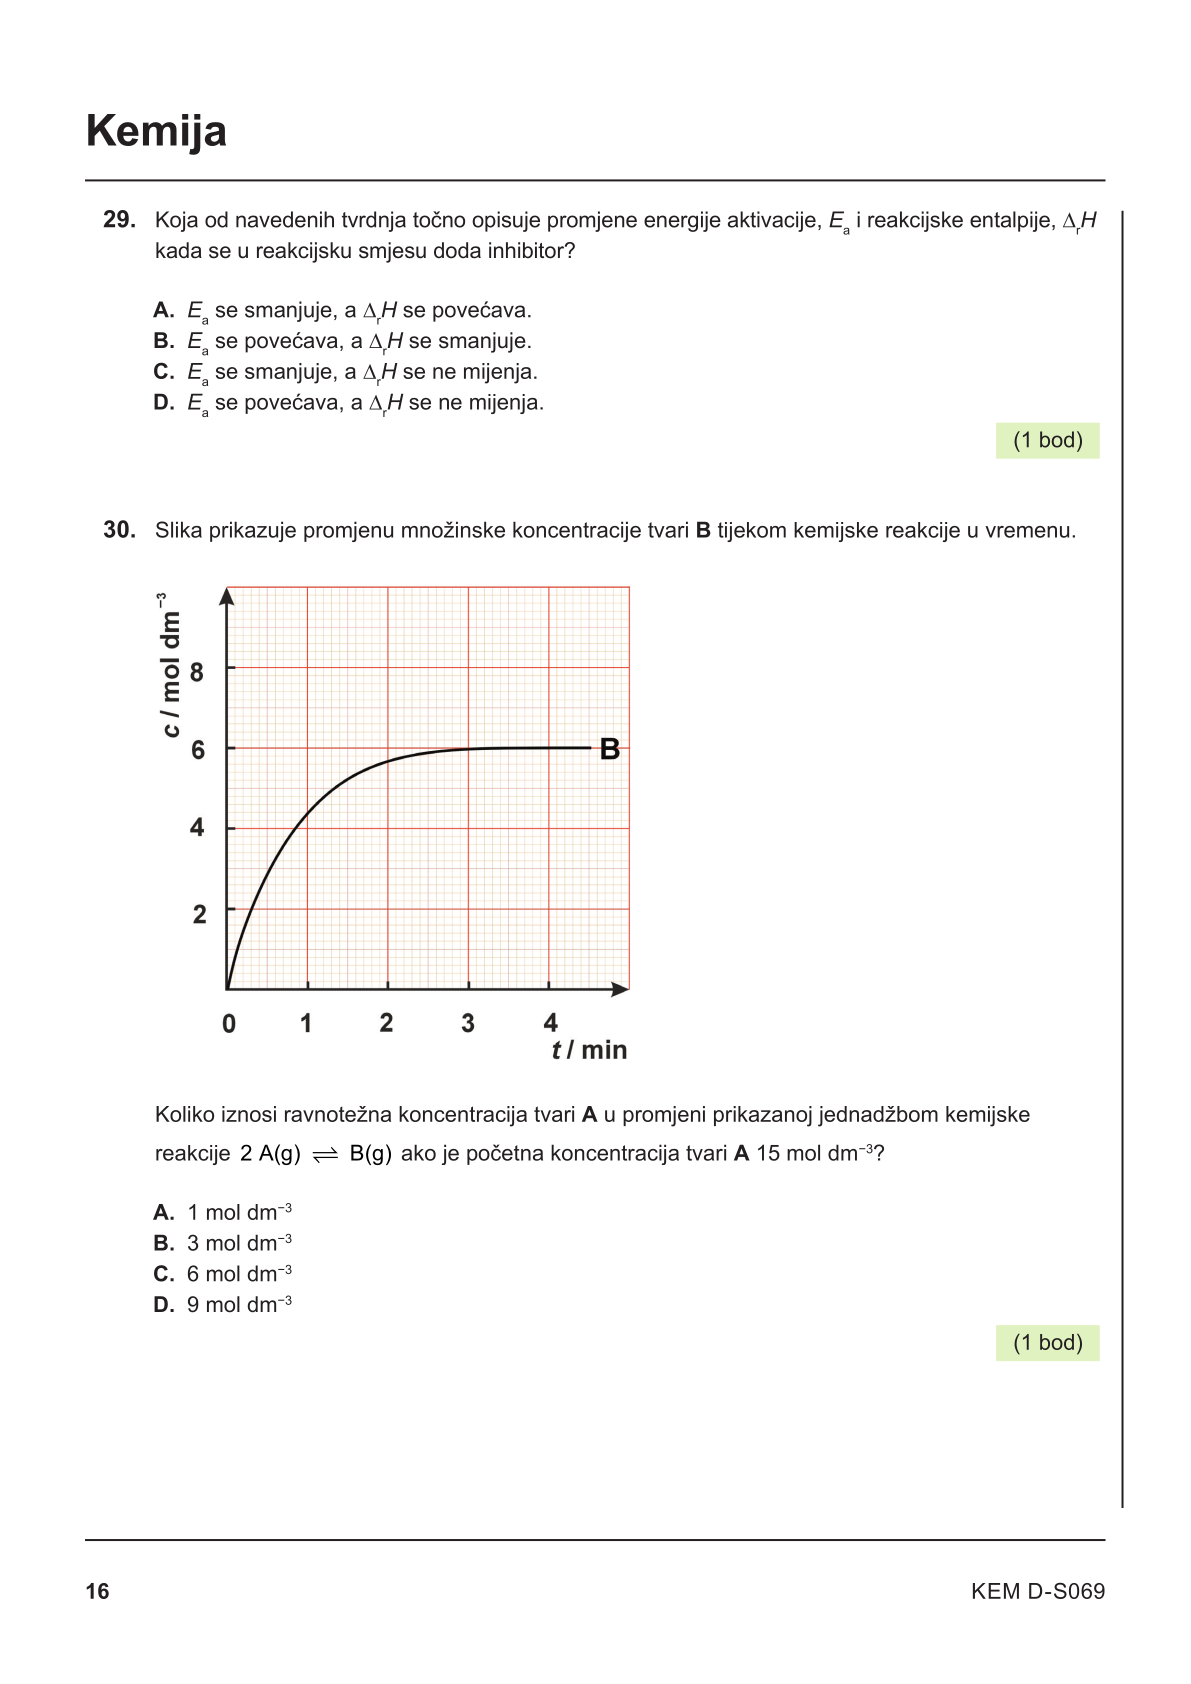 Kemija
29. Koja od navedenih tvrdnja točno opisuje promjene energije aktivacije, Eₐ i reakcijske entalpije, ΔᵣH
kada se u reakcijsku smjesu doda inhibitor?
A. Eₐ se smanjuje, a ΔᵣH se povećava.
B. Eₐ se povećava, a ΔᵣH se smanjuje.
C. Eₐ se smanjuje, a ΔᵣH se ne mijenja.
D. Eₐ se povećava, a ΔᵣH se ne mijenja.
(1 bod)
30. Slika prikazuje promjenu množinske koncentracije tvari B tijekom kemijske reakcije u vremenu.
c / mol dm⁻³
8
6
B
4
2
0 1 2 3 4
t / min
Koliko iznosi ravnotežna koncentracija tvari A u promjeni prikazanoj jednadžbom kemijske
reakcije 2 A(g) ⇌ B(g) ako je početna koncentracija tvari A 15 mol dm⁻³?
A. 1 mol dm⁻³
B. 3 mol dm⁻³
C. 6 mol dm⁻³
D. 9 mol dm⁻³
(1 bod)
16 KEM D-S069